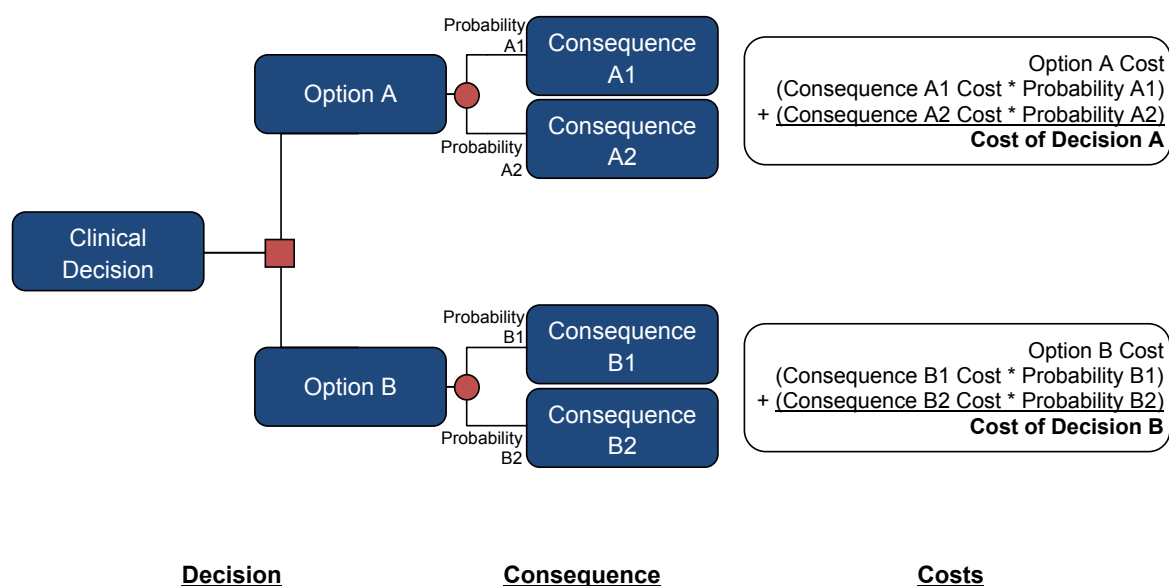 Probability
A1
Consequence
A1
Option A
Consequence
A2
Probability
A2
Option A Cost
(Consequence A1 Cost * Probability A1)
+ (Consequence A2 Cost * Probability A2)
Cost of Decision A
Clinical
Decision
Probability
B1
Consequence
B1
Option B
Consequence
B2
Probability
B2
Option B Cost
(Consequence B1 Cost * Probability B1)
+ (Consequence B2 Cost * Probability B2)
Cost of Decision B
Decision
Consequence
Costs